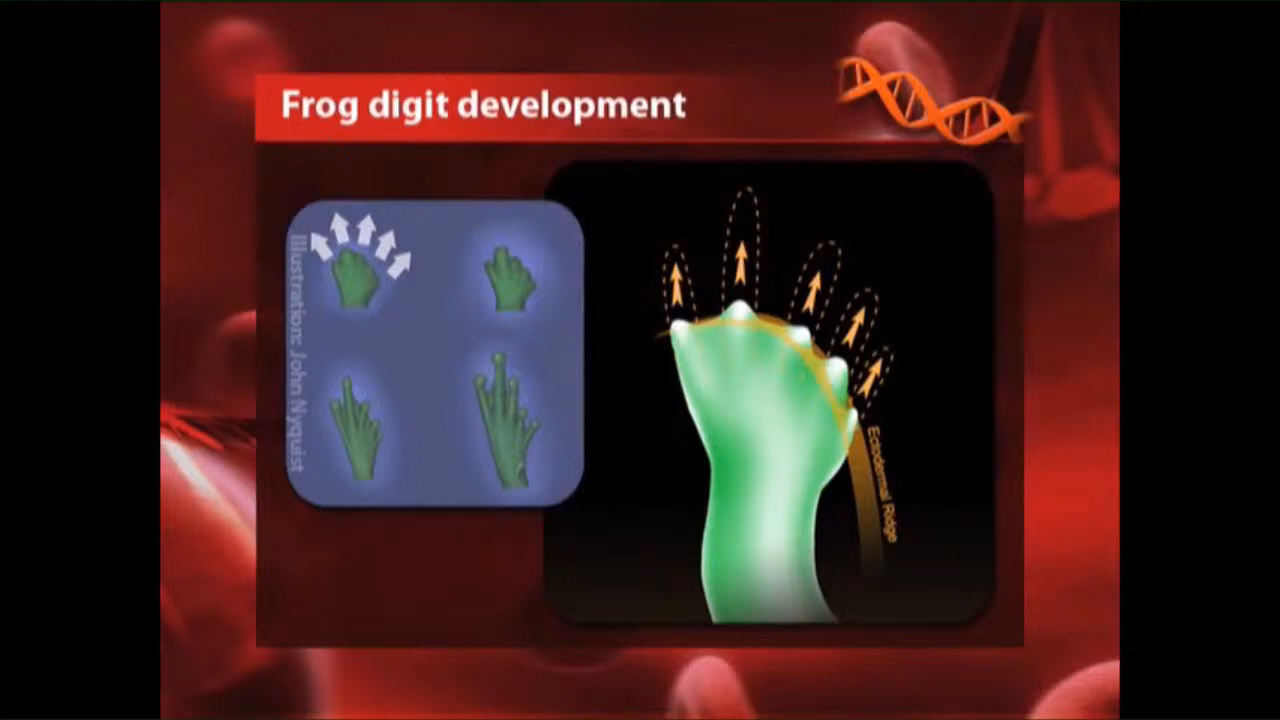 Frog digit development
Illustration: John Nyquist
Ectodermal Ridge